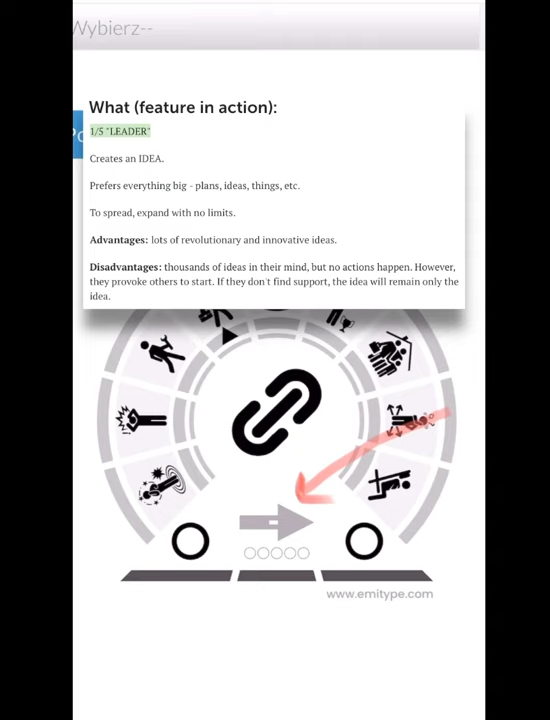 Wybierz--
What (feature in action):
1/5 "LEADER"
Creates an IDEA.
Prefers everything big - plans, ideas, things, etc.
To spread, expand with no limits.
Advantages: lots of revolutionary and innovative ideas.
Disadvantages: thousands of ideas in their mind, but no actions happen. However,
they provoke others to start. If they don't find support, the idea will remain only the
idea.
www.emitype.com